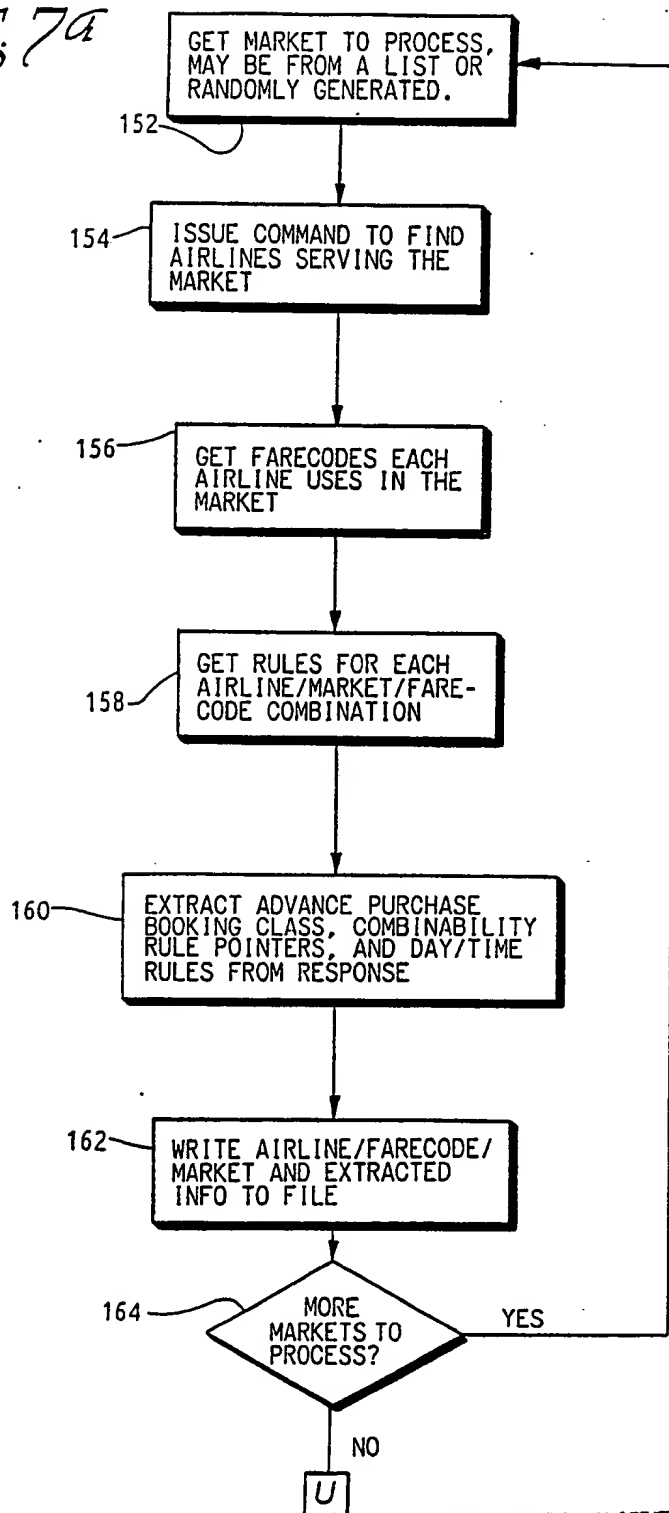 7a
GET MARKET TO PROCESS,
MAY BE FROM A LIST OR
RANDOMLY GENERATED.
152
154
ISSUE COMMAND TO FIND
AIRLINES SERVING THE
MARKET
156
GET FARECODES EACH
AIRLINE USES IN THE
MARKET
158
GET RULES FOR EACH
AIRLINE/MARKET/FARE-
CODE COMBINATION
160
EXTRACT ADVANCE PURCHASE
BOOKING CLASS, COMBINABILITY
RULE POINTERS, AND DAY/TIME
RULES FROM RESPONSE
162
WRITE AIRLINE/FARECODE/
MARKET AND EXTRACTED
INFO TO FILE
164
MORE
MARKETS TO
PROCESS?
YES
NO
U